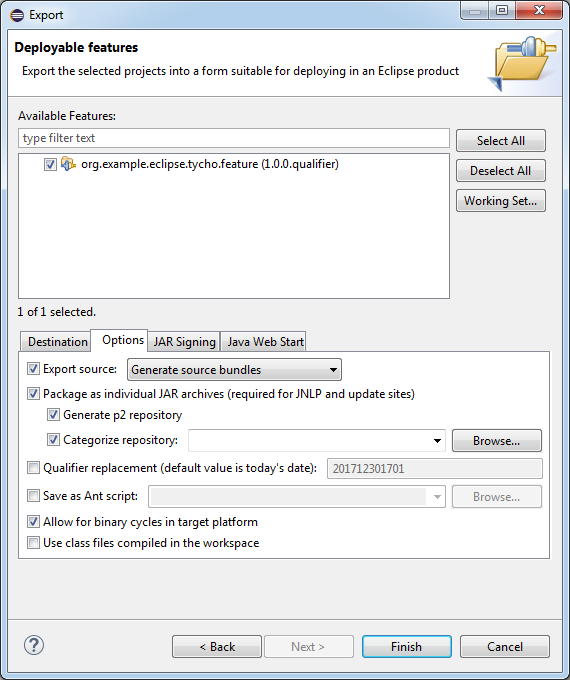 Export
Deployable features
Export the selected projects into a form suitable for deploying in an Eclipse product
Available Features:
type filter text
Select All
org.example.eclipse.tycho.feature (1.0.0.qualifier)
Deselect All
Working Set...
1 of 1 selected.
Destination Options JAR Signing Java Web Start
Export source: Generate source bundles
Package as individual JAR archives (required for JNLP and update sites)
Generate p2 repository
Categorize repository: Browse...
Qualifier replacement (default value is today's date): 201712301701
Save as Ant script: Browse...
Allow for binary cycles in target platform
Use class files compiled in the workspace
? < Back Next > Finish Cancel